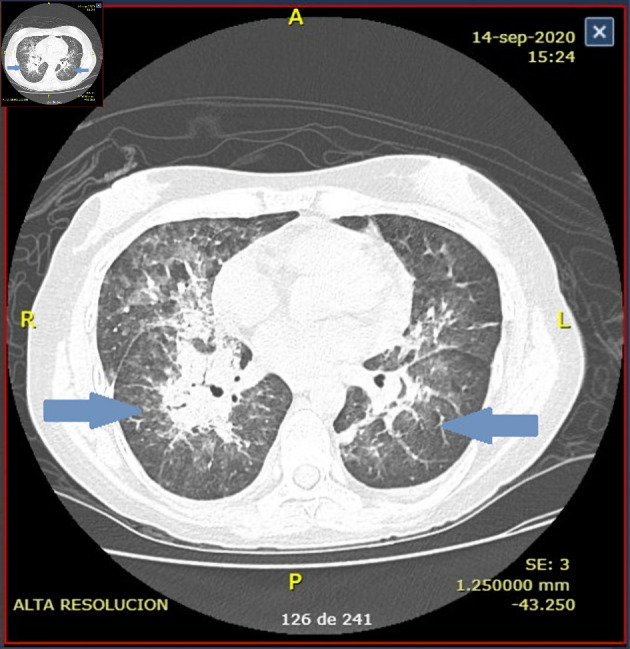 A
14-sep-2020
15:24
R
L
SE: 3
1.250000 mm
-43.250
P
ALTA RESOLUCION
126 de 241